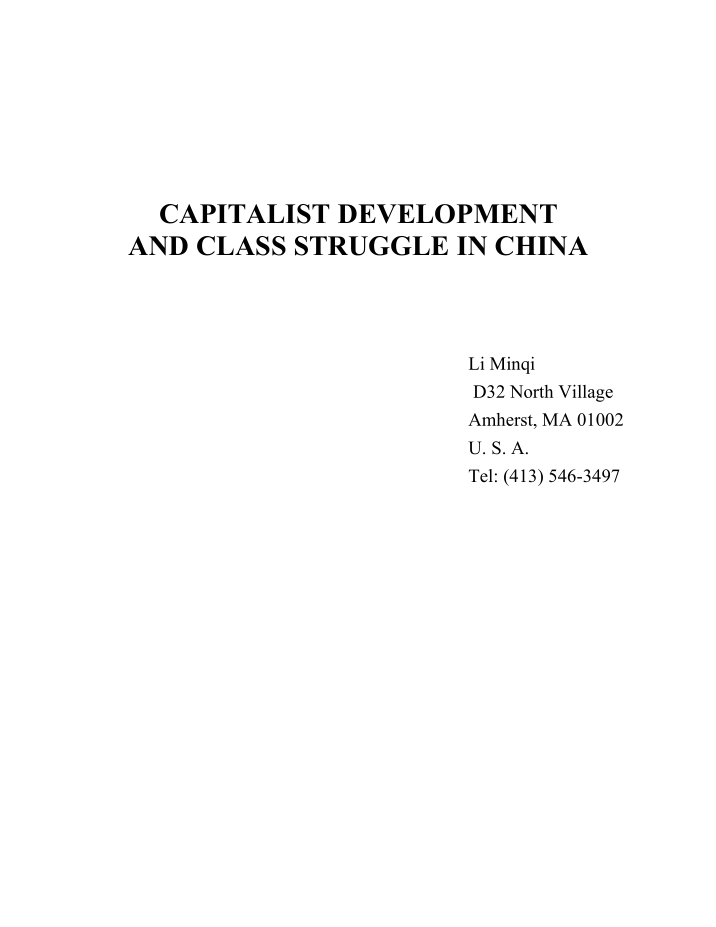 CAPITALIST DEVELOPMENT
AND CLASS STRUGGLE IN CHINA
Li Minqi
D32 North Village
Amherst, MA 01002
U. S. A.
Tel: (413) 546-3497